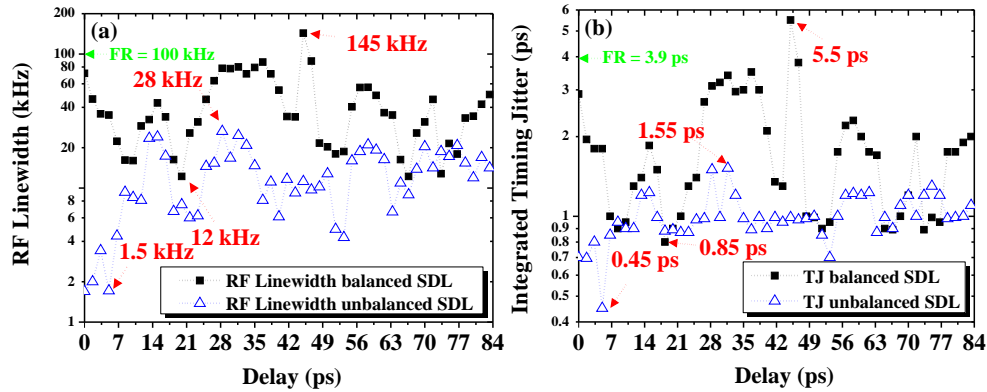 (a)
RF Linewidth (kHz)
200
100
80
60
40
20
10
8
6
4
2
1
FR = 100 kHz
28 kHz
145 kHz
12 kHz
1.5 kHz
RF Linewidth balanced SDL
RF Linewidth unbalanced SDL
0 7 14 21 28 35 42 49 56 63 70 77 84
Delay (ps)
(b)
Integrated Timing Jitter (ps)
6
5
4
3
2
1
0.9
0.8
0.7
0.6
0.5
0.4
FR = 3.9 ps
5.5 ps
1.55 ps
0.85 ps
0.45 ps
TJ balanced SDL
TJ unbalanced SDL
0 7 14 21 28 35 42 49 56 63 70 77 84
Delay (ps)